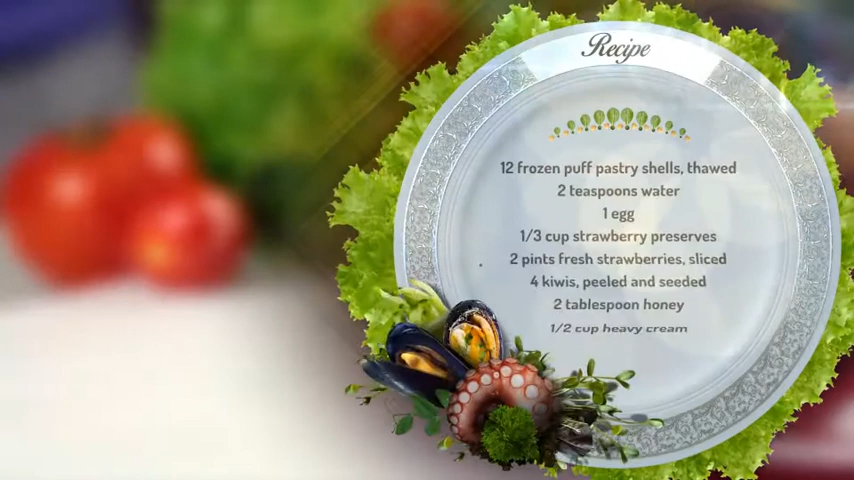 Recipe
12 frozen puff pastry shells, thawed
2 teaspoons water
1 egg
1/3 cup strawberry preserves
2 pints fresh strawberries, sliced
4 kiwis, peeled and seeded
2 tablespoon honey
1/2 cup heavy cream